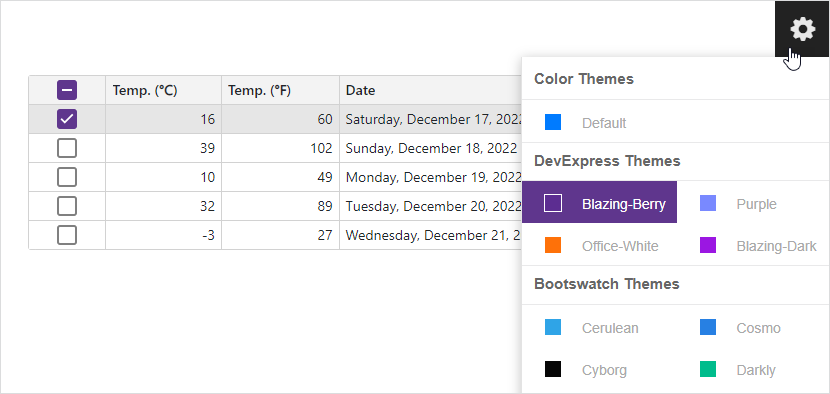 Temp. (°C) Temp. (°F) Date
16 60 Saturday, December 17, 2022
39 102 Sunday, December 18, 2022
10 49 Monday, December 19, 2022
32 89 Tuesday, December 20, 2022
-3 27 Wednesday, December 21, 2
Color Themes
Default
DevExpress Themes
Blazing-Berry Purple
Office-White Blazing-Dark
Bootswatch Themes
Cerulean Cosmo
Cyborg Darkly